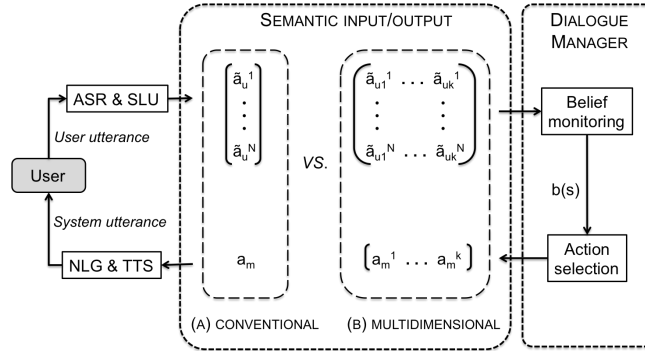 SEMANTIC INPUT/OUTPUT
DIALOGUE
MANAGER
ASR & SLU
User utterance
User
System utterance
NLG & TTS
ã_u^1
⋮
ã_u^N
a_m
(A) CONVENTIONAL
VS.
ã_u1^1 . . . ã_uk^1
⋮ ⋮
ã_u1^N . . . ã_uk^N
a_m^1 . . . a_m^k
(B) MULTIDIMENSIONAL
Belief
monitoring
b(s)
Action
selection